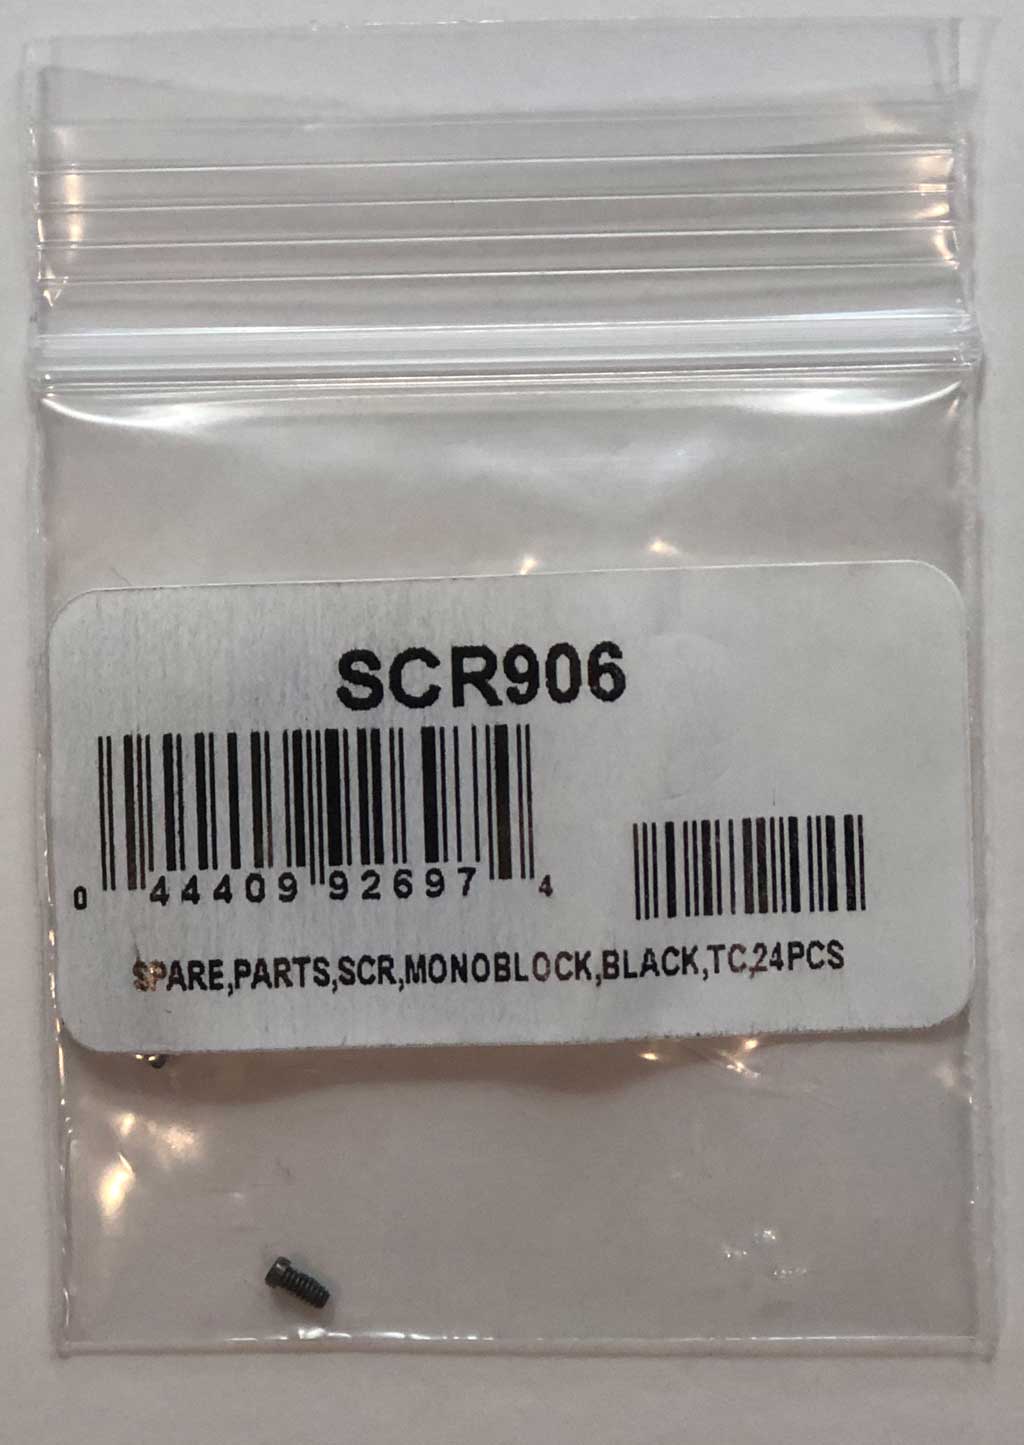 SCR906
0 44409 92697 4
SPARE,PARTS,SCR,MONOBLOCK,BLACK,TC,24PCS